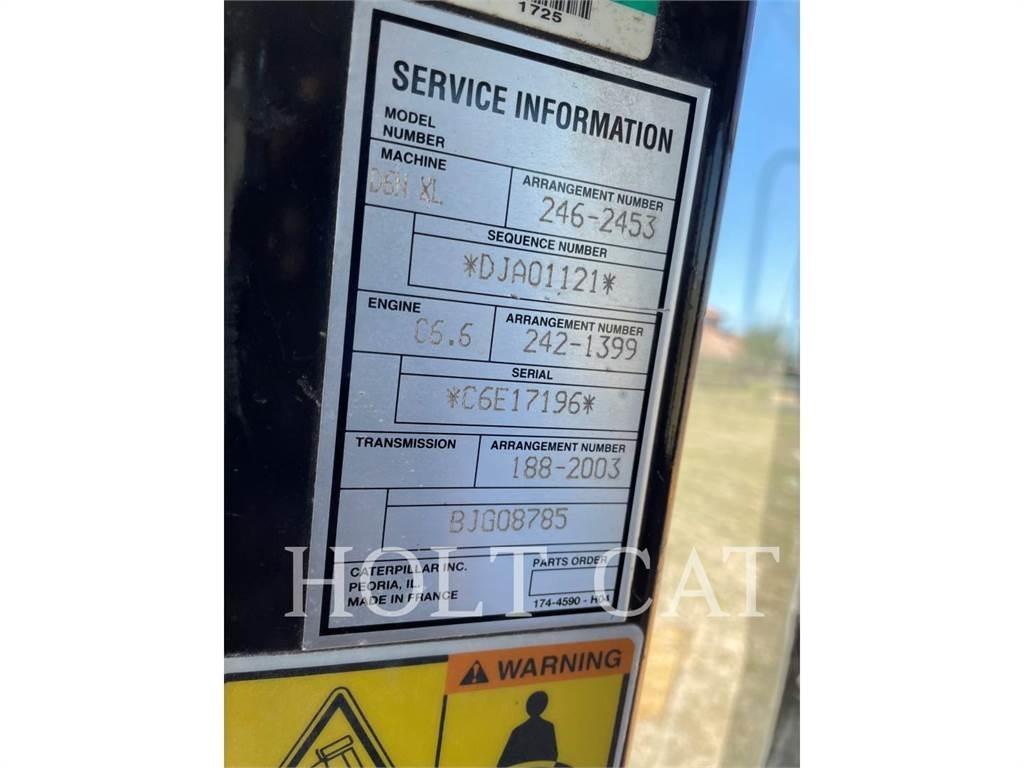 1725
SERVICE INFORMATION
MODEL
NUMBER
MACHINE
D6N XL
ARRANGEMENT NUMBER
246-2453
SEQUENCE NUMBER
*DJA01121*
ENGINE
C6.6
ARRANGEMENT NUMBER
242-1399
SERIAL
*C6E17196*
TRANSMISSION
ARRANGEMENT NUMBER
188-2003
BJG08785
CATERPILLAR INC.
PEORIA, IL.
MADE IN FRANCE
PARTS ORDER
174-4590 - H04
HOLT CAT
WARNING